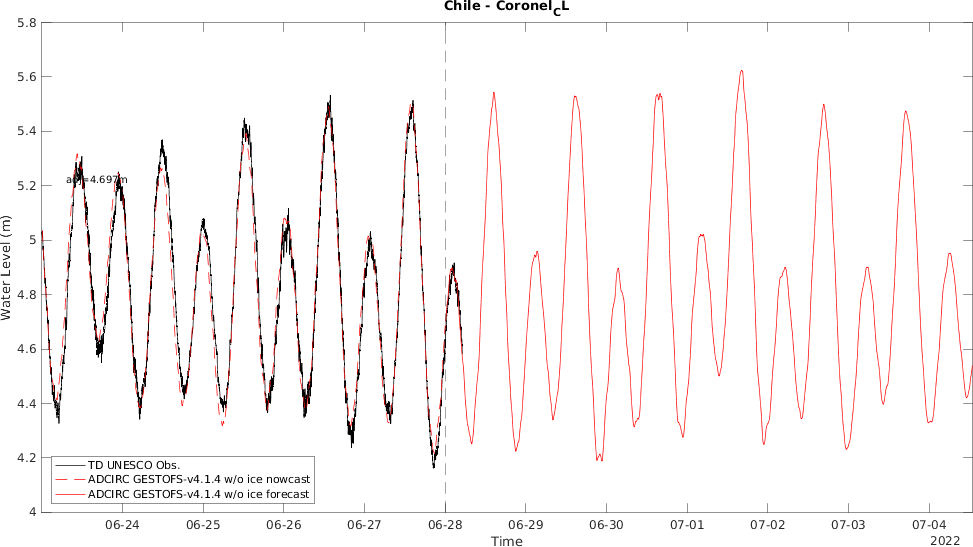 Chile - Coronel_CL
5.8
5.6
5.4
5.2
5
4.8
4.6
4.4
4.2
4
Water Level (m)
adj=4.697m
TD UNESCO Obs.
ADCIRC GESTOFS-v4.1.4 w/o ice nowcast
ADCIRC GESTOFS-v4.1.4 w/o ice forecast
06-24 06-25 06-26 06-27 06-28 06-29 06-30 07-01 07-02 07-03 07-04
Time
2022